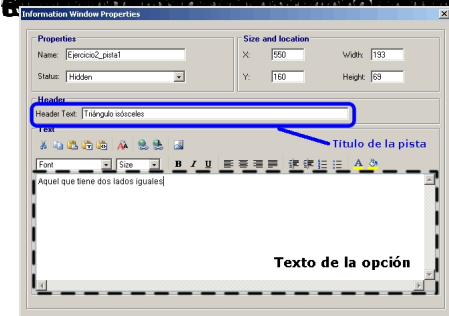 Information Window Properties
Properties
Name: Ejercicio2_pista1
Status: Hidden
Size and location
X: 550 Width: 193
Y: 160 Height: 69
Header
Header Text: Triángulo isósceles
Text
Título de la pista
Font Size B I U A
Aquel que tiene dos lados iguales
Texto de la opción